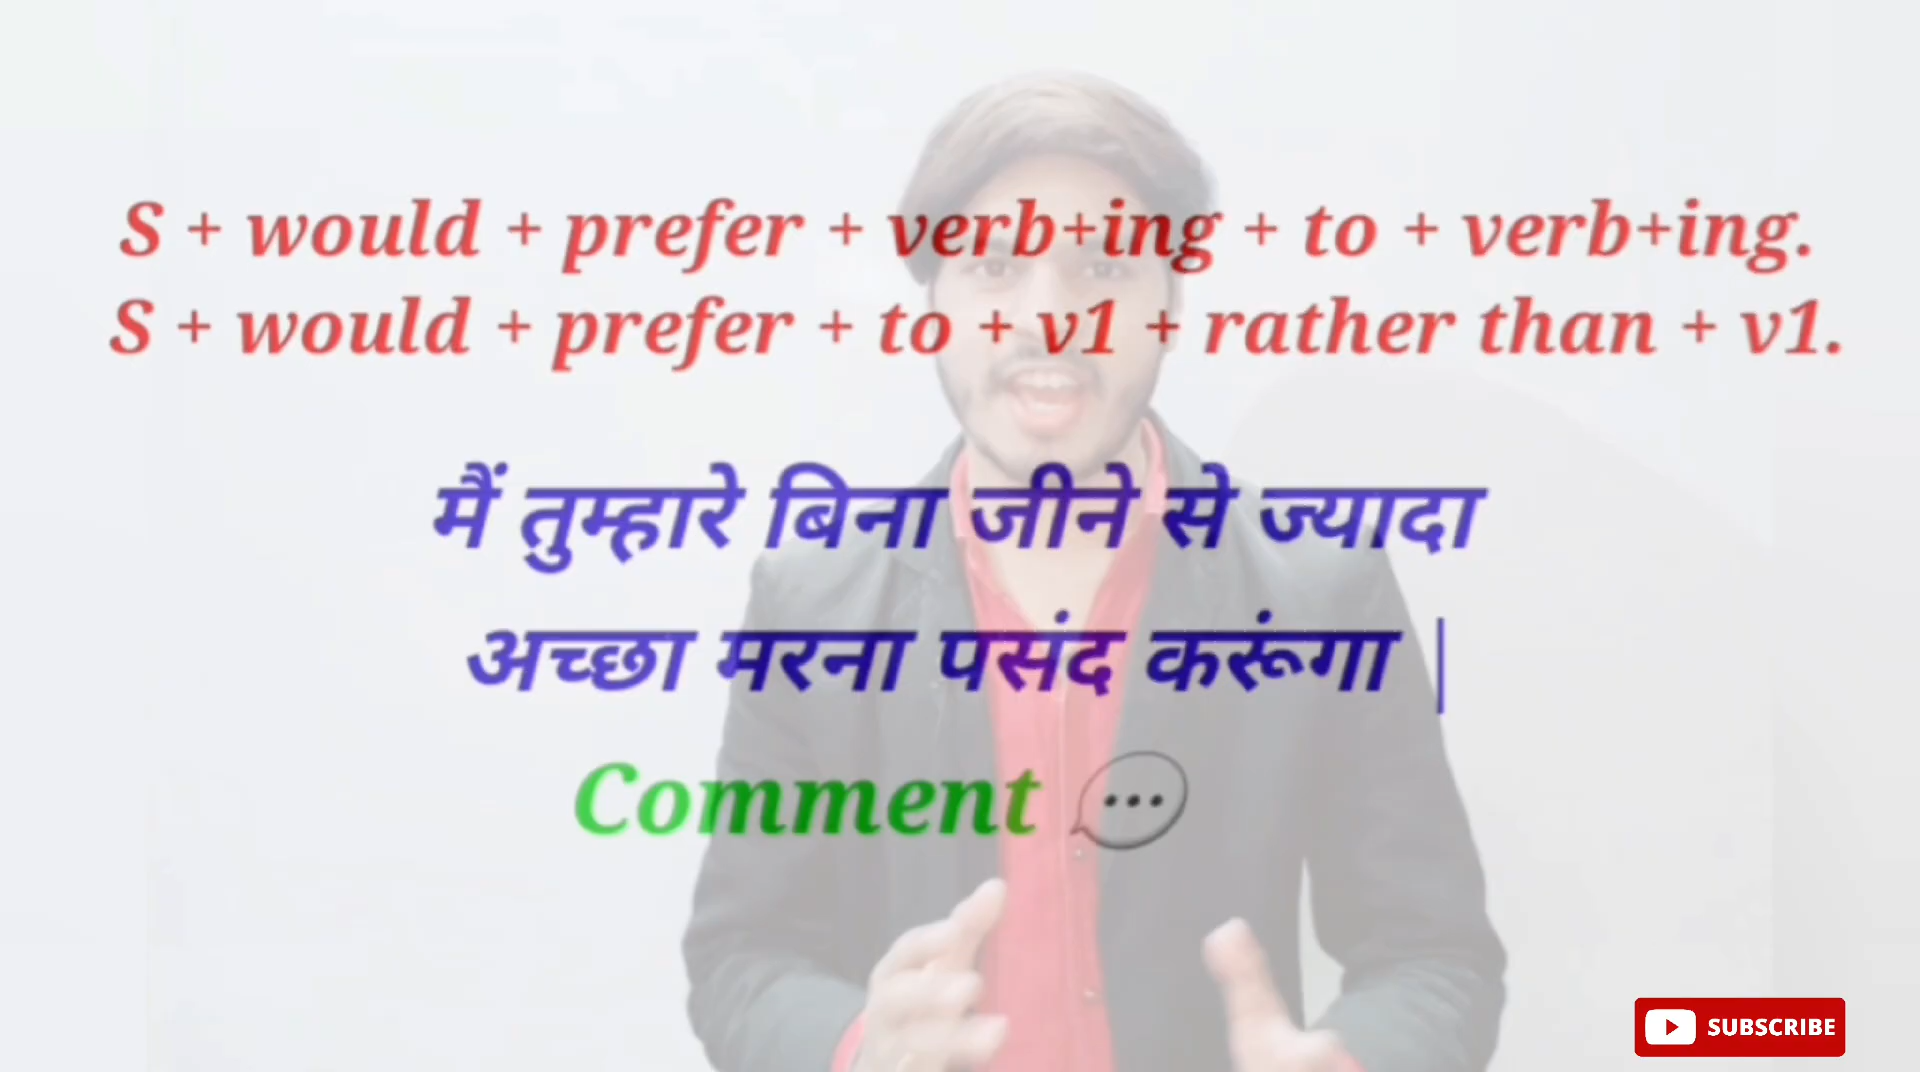 S + would + prefer + verb+ing + to + verb+ing.
S + would + prefer + to + v1 + rather than + v1.
मैं तुम्हारे बिना जीने से ज्यादा
अच्छा मरना पसंद करूंगा |
Comment
SUBSCRIBE